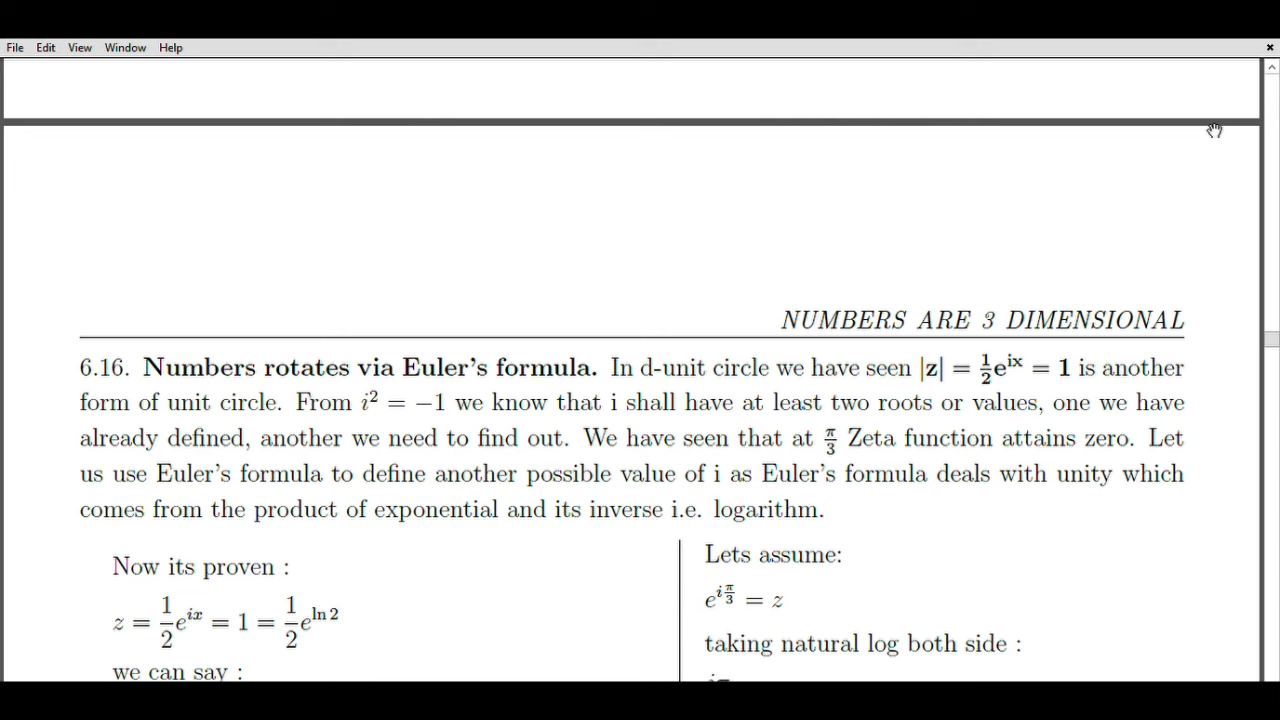 File Edit View Window Help
NUMBERS ARE 3 DIMENSIONAL
6.16. Numbers rotates via Euler's formula. In d-unit circle we have seen |z| = ½e^{ix} = 1 is another
form of unit circle. From i² = −1 we know that i shall have at least two roots or values, one we have
already defined, another we need to find out. We have seen that at π/3 Zeta function attains zero. Let
us use Euler's formula to define another possible value of i as Euler's formula deals with unity which
comes from the product of exponential and its inverse i.e. logarithm.
Now its proven :
z = ½e^{ix} = 1 = ½e^{ln 2}
we can say :
Lets assume:
e^{iπ/3} = z
taking natural log both side :